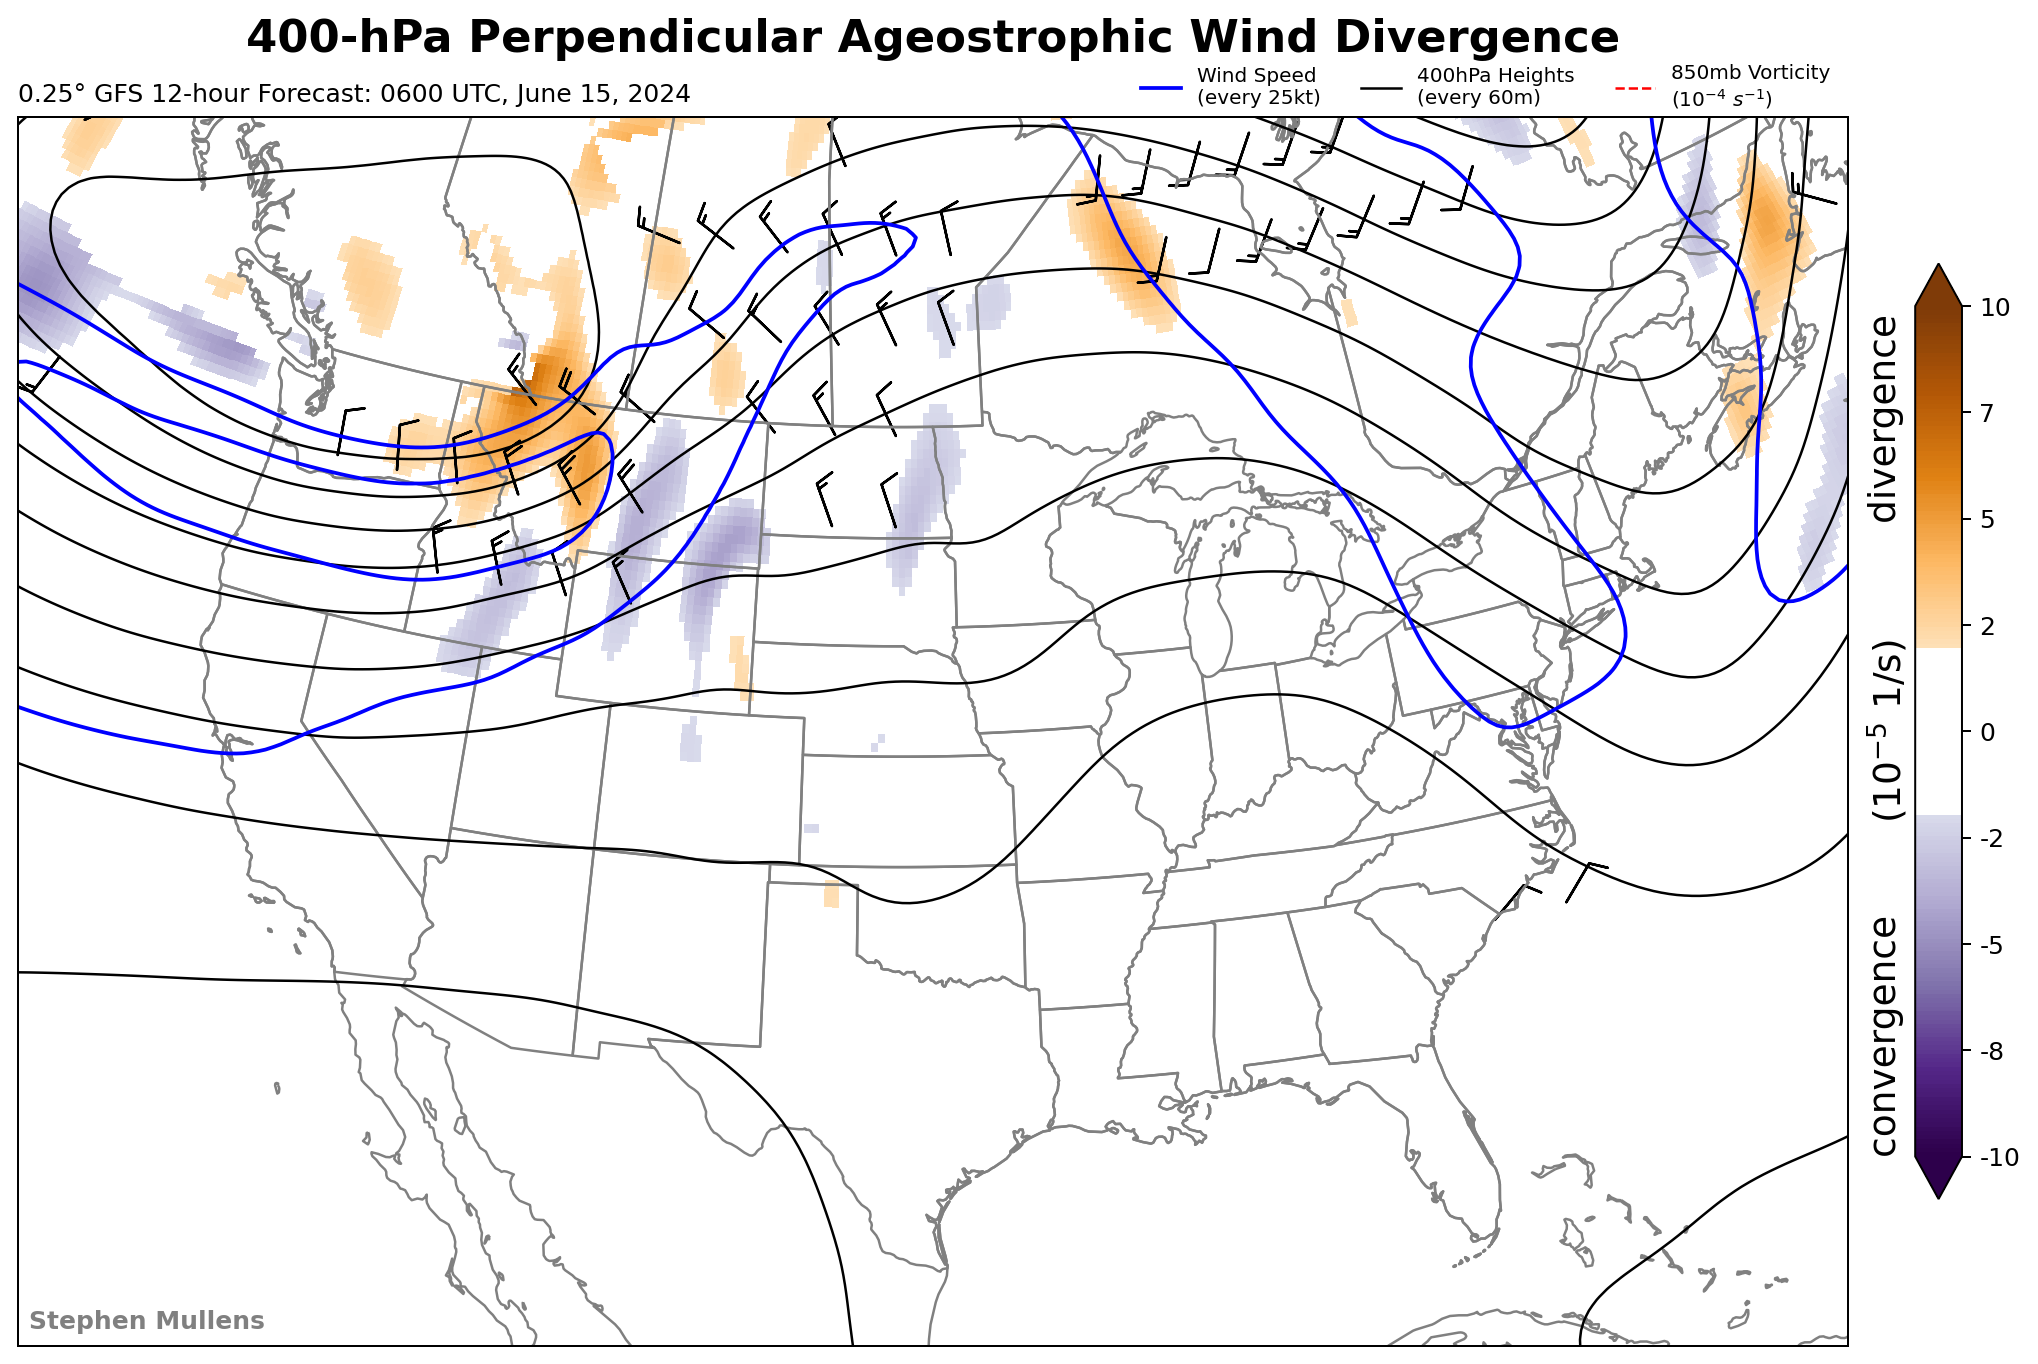 400-hPa Perpendicular Ageostrophic Wind Divergence
0.25° GFS 12-hour Forecast: 0600 UTC, June 15, 2024
Wind Speed
(every 25kt)
400hPa Heights
(every 60m)
850mb Vorticity
(10⁻⁴ s⁻¹)
10
7
5
2
0
-2
-5
-8
-10
convergence (10⁻⁵ 1/s) divergence
Stephen Mullens